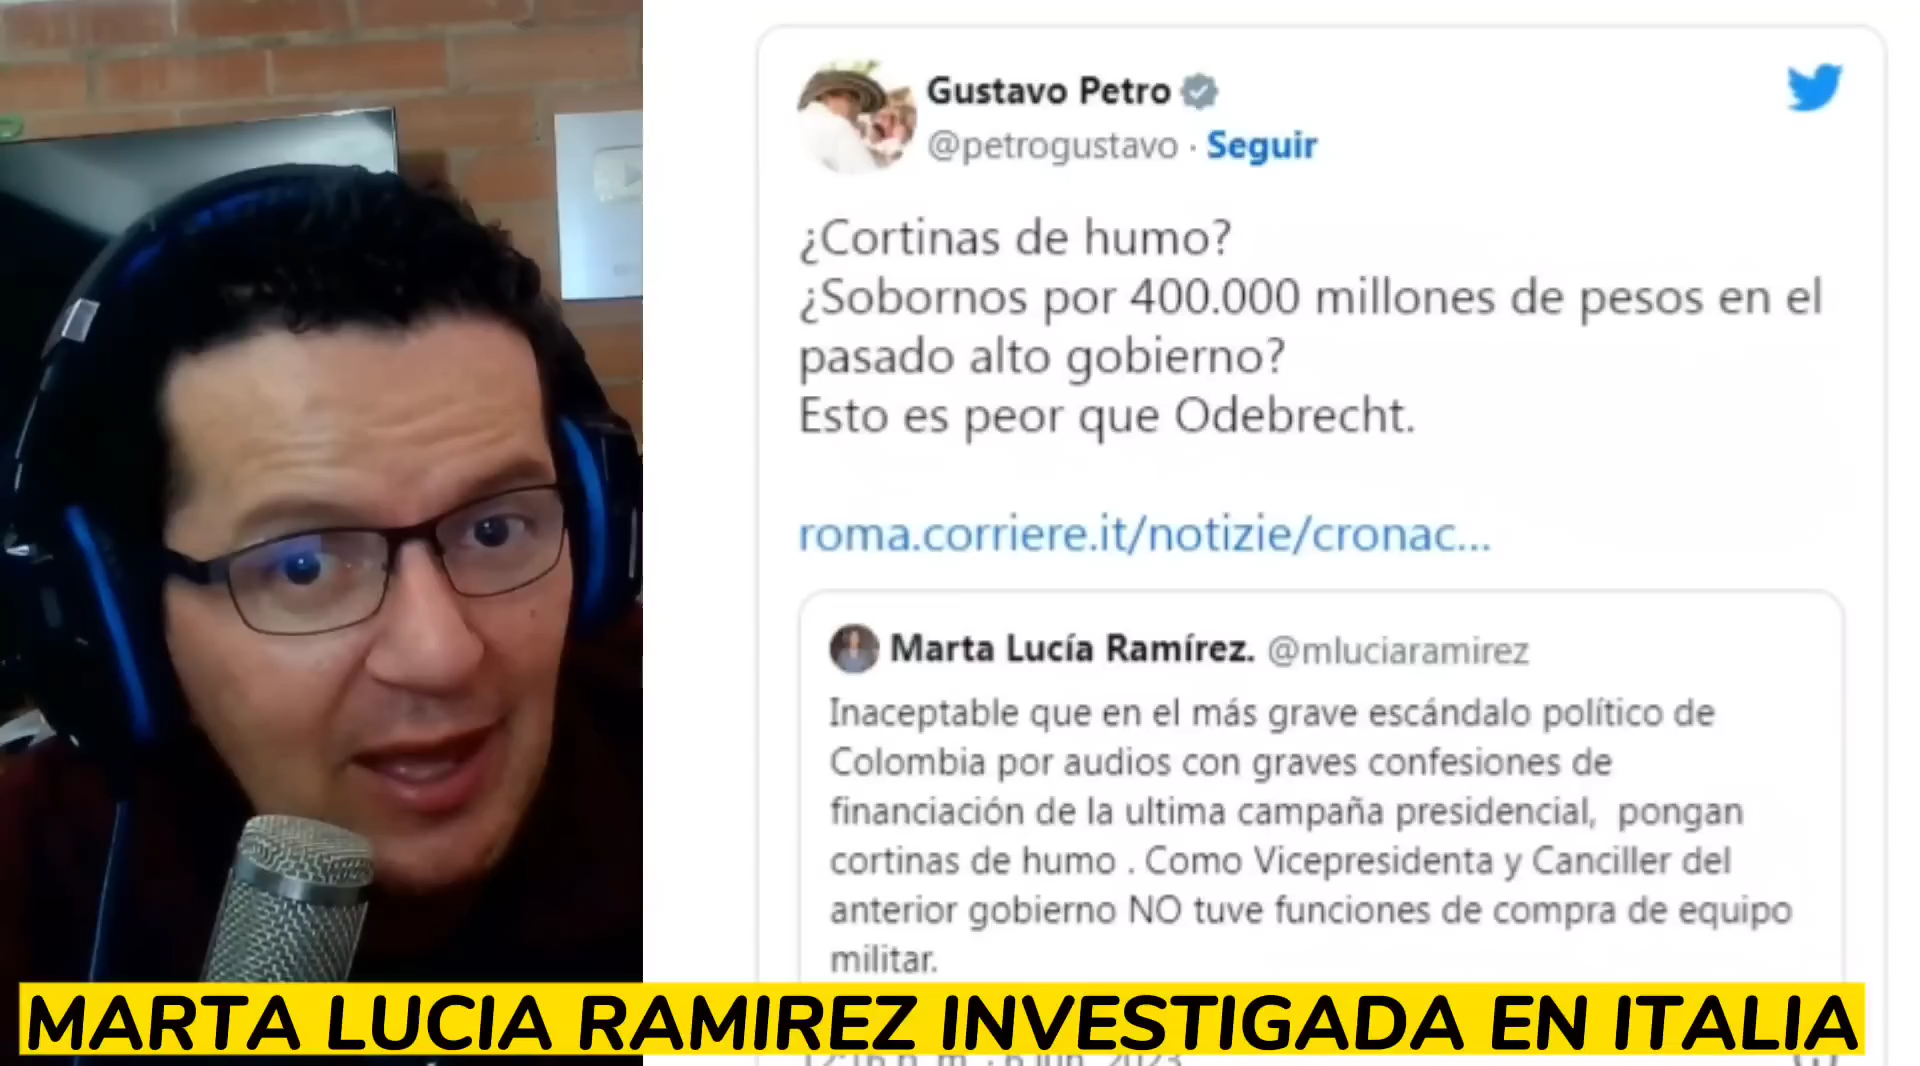 Gustavo Petro
@petrogustavo · Seguir
¿Cortinas de humo?
¿Sobornos por 400.000 millones de pesos en el
pasado alto gobierno?
Esto es peor que Odebrecht.
roma.corriere.it/notizie/cronac...
Marta Lucía Ramírez. @mluciaramirez
Inaceptable que en el más grave escándalo político de
Colombia por audios con graves confesiones de
financiación de la ultima campaña presidencial, pongan
cortinas de humo . Como Vicepresidenta y Canciller del
anterior gobierno NO tuve funciones de compra de equipo
militar.
MARTA LUCIA RAMIREZ INVESTIGADA EN ITALIA